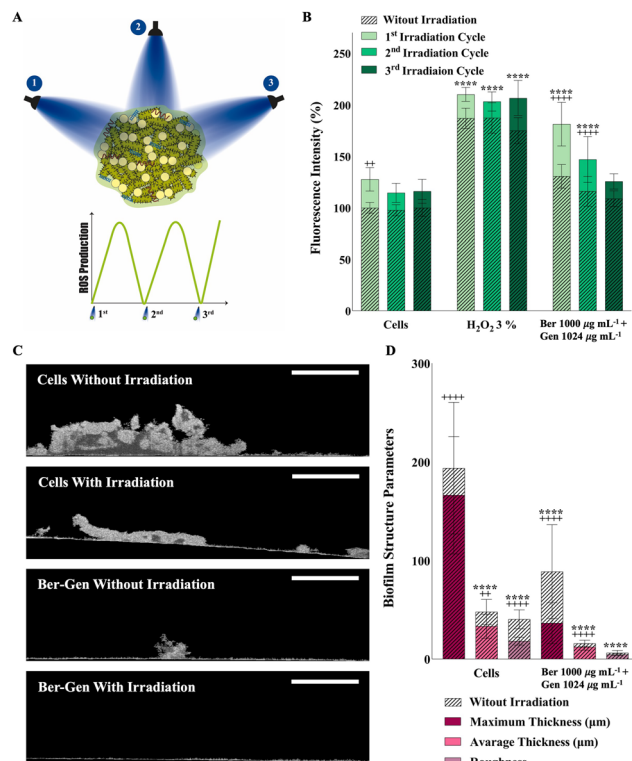 A
2
1
3
ROS Production
1st
2nd
3rd
B
Witout Irradiation
1st Irradiation Cycle
2nd Irradiation Cycle
3rd Irradiaion Cycle
Fluorescence Intensity (%)
250
200
150
100
50
0
++
****
****
****
****
++++
****
++++
Cells
H2O2 3 %
Ber 1000 µg mL-1 +
Gen 1024 µg mL-1
C
Cells Without Irradiation
Cells With Irradiation
Ber-Gen Without Irradiation
Ber-Gen With Irradiation
D
Biofilm Structure Parameters
300
200
100
0
++++
****
++
****
++++
****
++++
****
++++
****
Cells
Ber 1000 µg mL-1 +
Gen 1024 µg mL-1
Witout Irradiation
Maximum Thickness (µm)
Avarage Thickness (µm)
Roughness